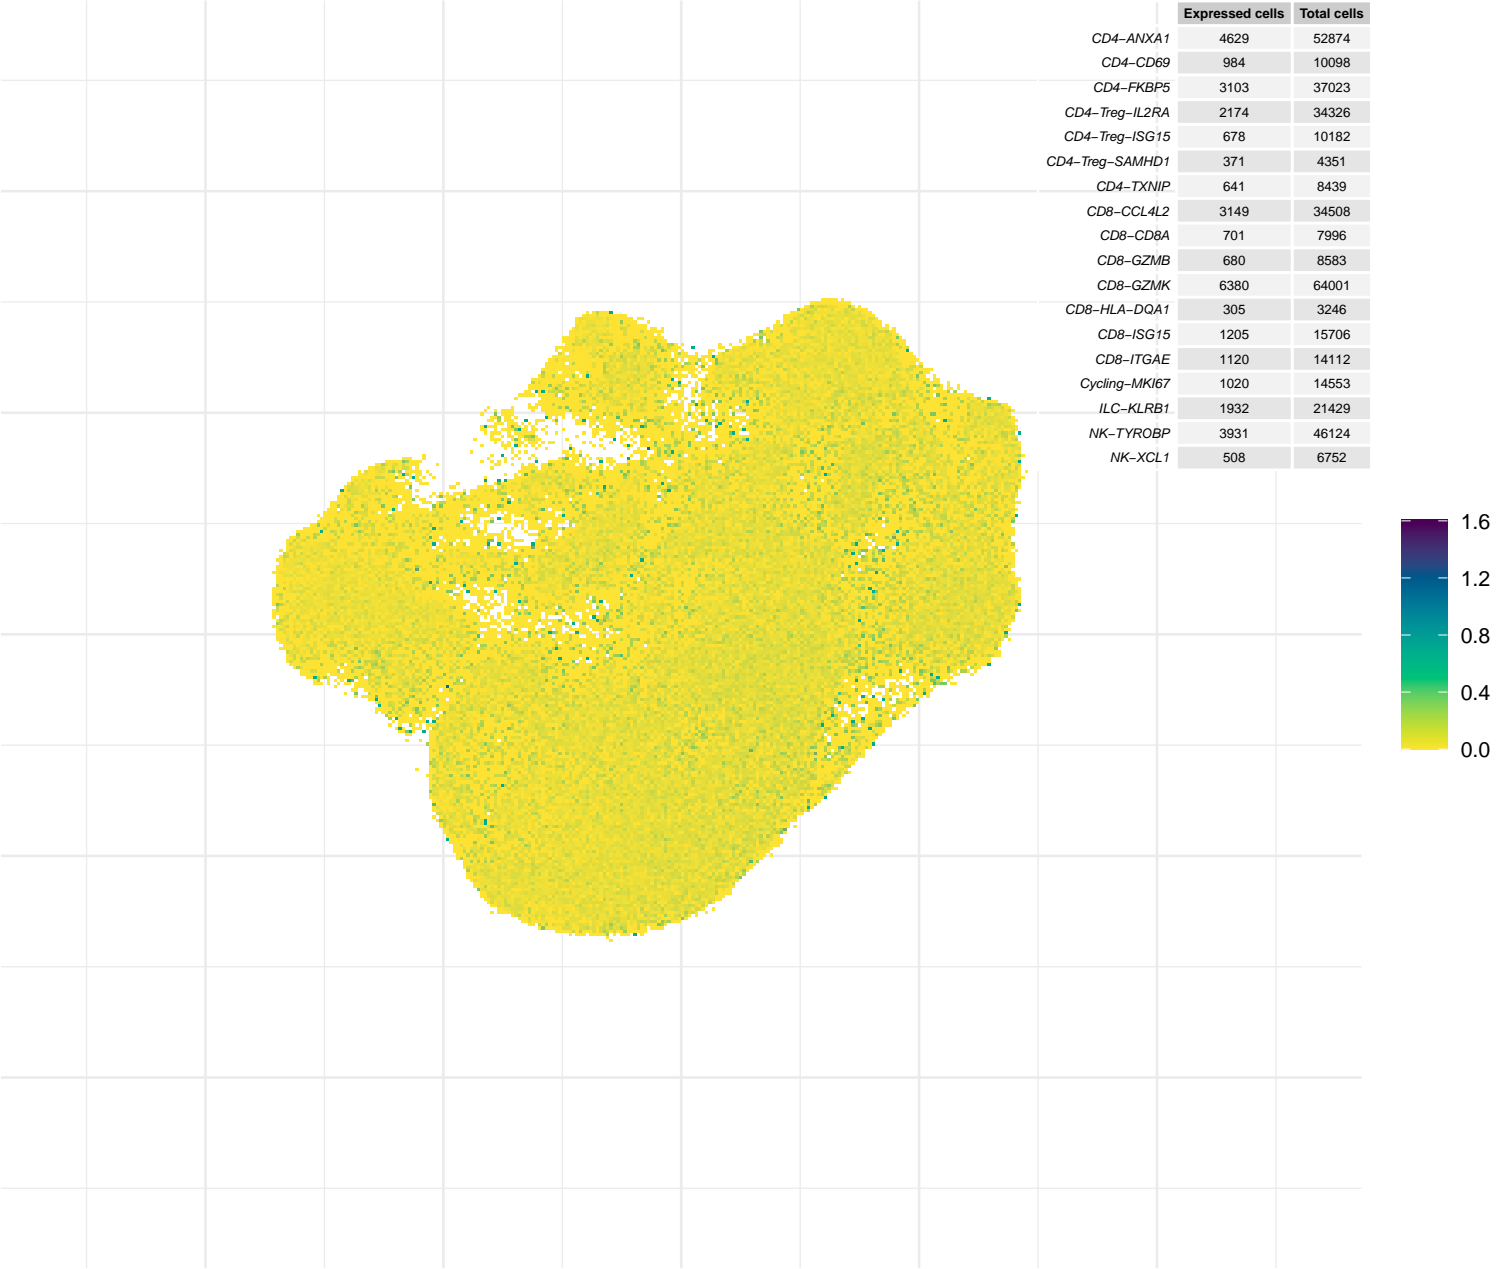 Expressed cells Total cells
CD4−ANXA1 4629 52874
CD4−CD69 984 10098
CD4−FKBP5 3103 37023
CD4−Treg−IL2RA 2174 34326
CD4−Treg−ISG15 678 10182
CD4−Treg−SAMHD1 371 4351
CD4−TXNIP 641 8439
CD8−CCL4L2 3149 34508
CD8−CD8A 701 7996
CD8−GZMB 680 8583
CD8−GZMK 6380 64001
CD8−HLA−DQA1 305 3246
CD8−ISG15 1205 15706
CD8−ITGAE 1120 14112
Cycling−MKI67 1020 14553
ILC−KLRB1 1932 21429
NK−TYROBP 3931 46124
NK−XCL1 508 6752
1.6
1.2
0.8
0.4
0.0